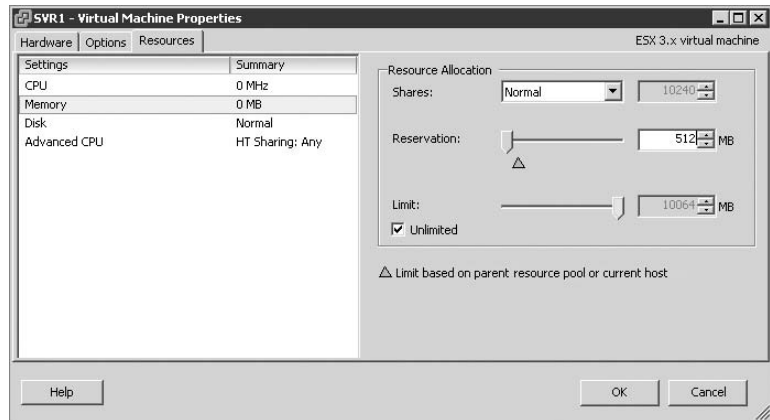 SVR1 - Virtual Machine Properties
Hardware Options Resources ESX 3.x virtual machine
Settings Summary
CPU 0 MHz
Memory 0 MB
Disk Normal
Advanced CPU HT Sharing: Any
Resource Allocation
Shares: Normal 10240
Reservation: 512 MB
Limit: 10064 MB
Unlimited
Limit based on parent resource pool or current host
Help OK Cancel